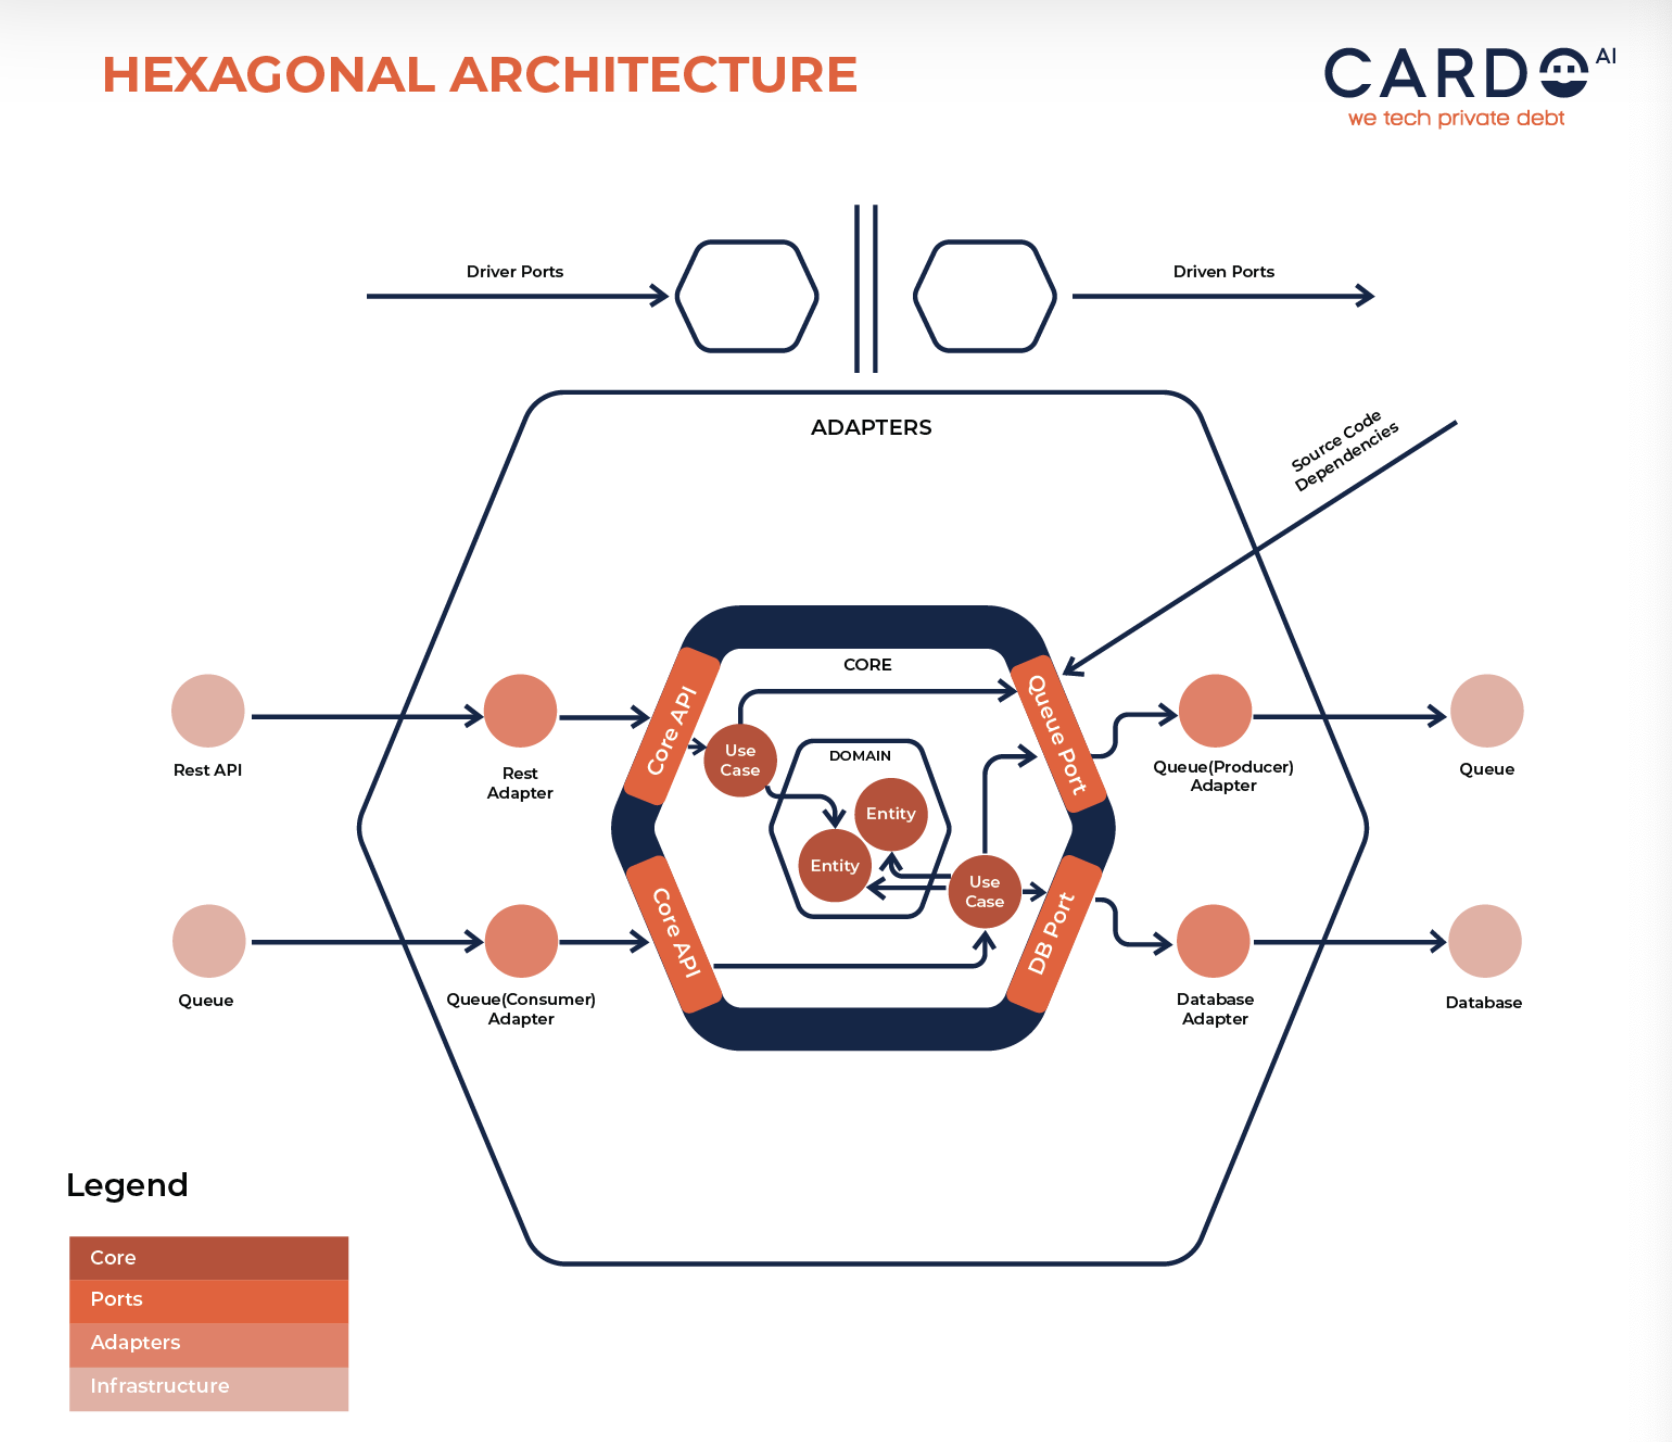 HEXAGONAL ARCHITECTURE
CARDO AI
we tech private debt
Driver Ports
Driven Ports
ADAPTERS
Source Code
Dependencies
CORE
Core API
Queue Port
Use
Case
DOMAIN
Entity
Entity
Use
Case
Core API
DB Port
Rest API
Rest
Adapter
Queue(Producer)
Adapter
Queue
Queue
Queue(Consumer)
Adapter
Database
Adapter
Database
Legend
Core
Ports
Adapters
Infrastructure